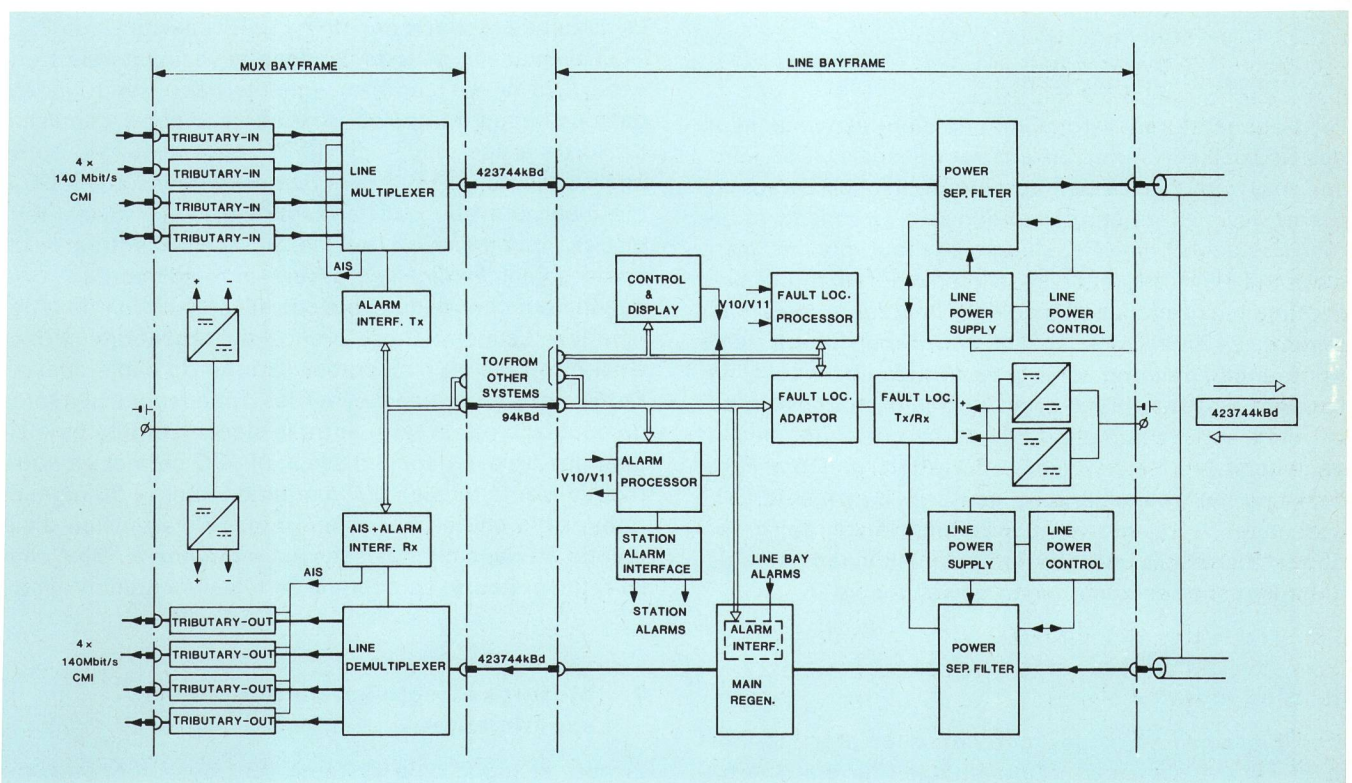 MUX BAYFRAME
LINE BAYFRAME
4 x
140 Mbit/s
CMI
TRIBUTARY-IN
TRIBUTARY-IN
TRIBUTARY-IN
TRIBUTARY-IN
LINE
MULTIPLEXER
AIS
ALARM
INTERF. Tx
423744kBd
POWER
SEP. FILTER
LINE
POWER
SUPPLY
LINE
POWER
CONTROL
CONTROL
&
DISPLAY
V10/V11
FAULT LOC.
PROCESSOR
TO/FROM
OTHER
SYSTEMS
94kBd
FAULT LOC.
ADAPTOR
FAULT LOC.
Tx/Rx
+
-
+
-
423744kBd
V10/V11
ALARM
PROCESSOR
STATION
ALARM
INTERFACE
STATION
ALARMS
LINE BAY
ALARMS
ALARM
INTERF.
MAIN
REGEN.
LINE
POWER
SUPPLY
LINE
POWER
CONTROL
POWER
SEP. FILTER
+
-
AIS+ALARM
INTERF. Rx
AIS
4 x
140Mbit/s
CMI
TRIBUTARY-OUT
TRIBUTARY-OUT
TRIBUTARY-OUT
TRIBUTARY-OUT
LINE
DEMULTIPLEXER
423744kBd